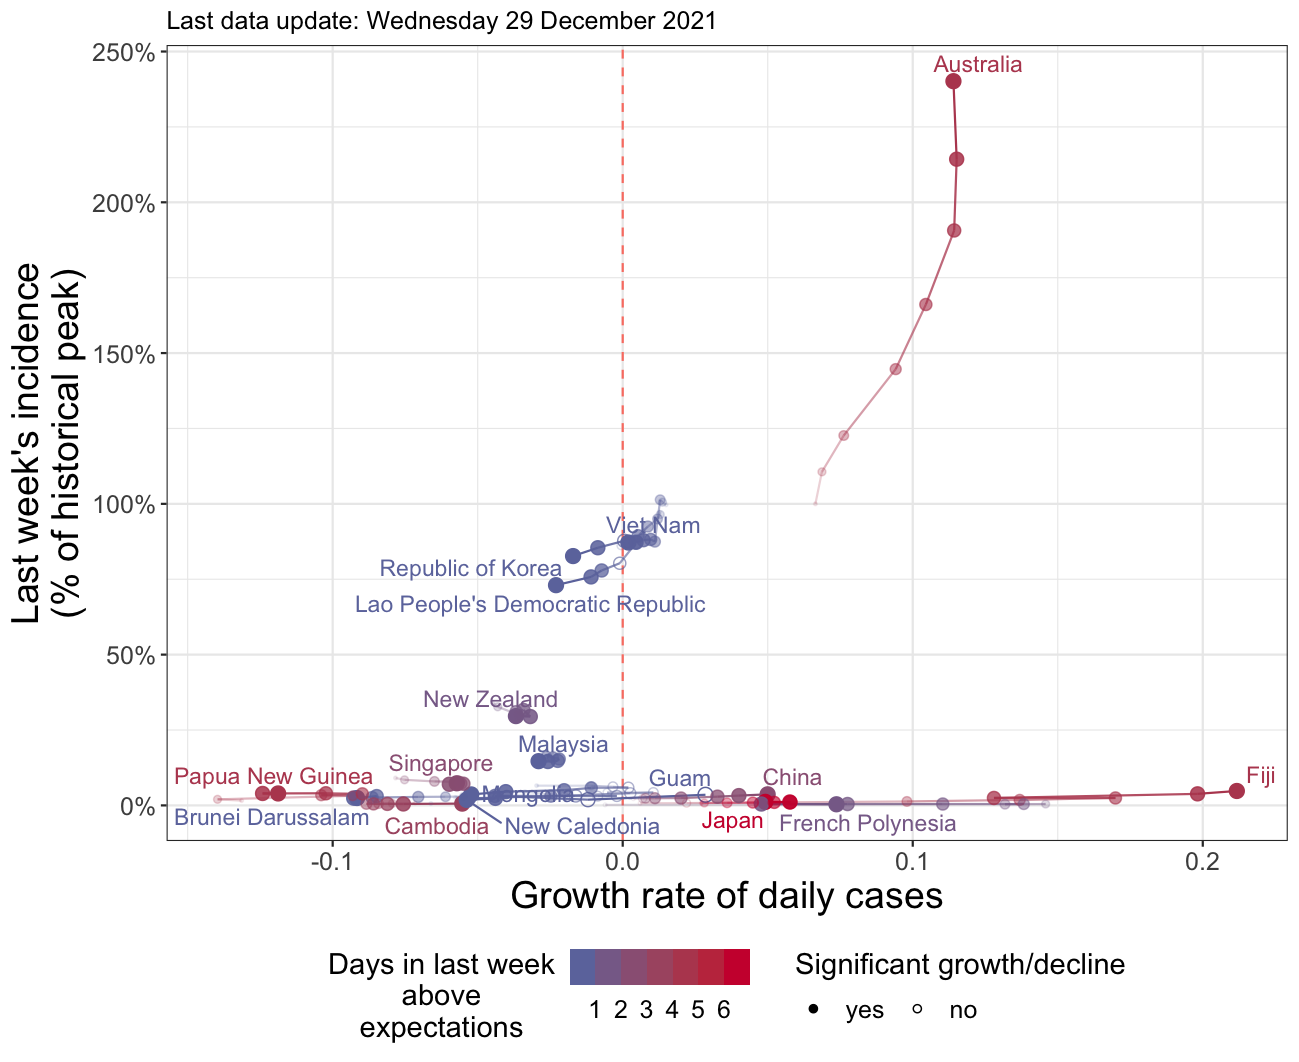 Last data update: Wednesday 29 December 2021
250%
200%
150%
100%
50%
0%
Last week's incidence
(% of historical peak)
Australia
Viet Nam
Republic of Korea
Lao People's Democratic Republic
New Zealand
Malaysia
Singapore
Papua New Guinea
Guam
China
Fiji
Mongolia
Brunei Darussalam
Cambodia
New Caledonia
Japan
French Polynesia
-0.1
0.0
0.1
0.2
Growth rate of daily cases
Days in last week
above
expectations
1 2 3 4 5 6
Significant growth/decline
yes
no